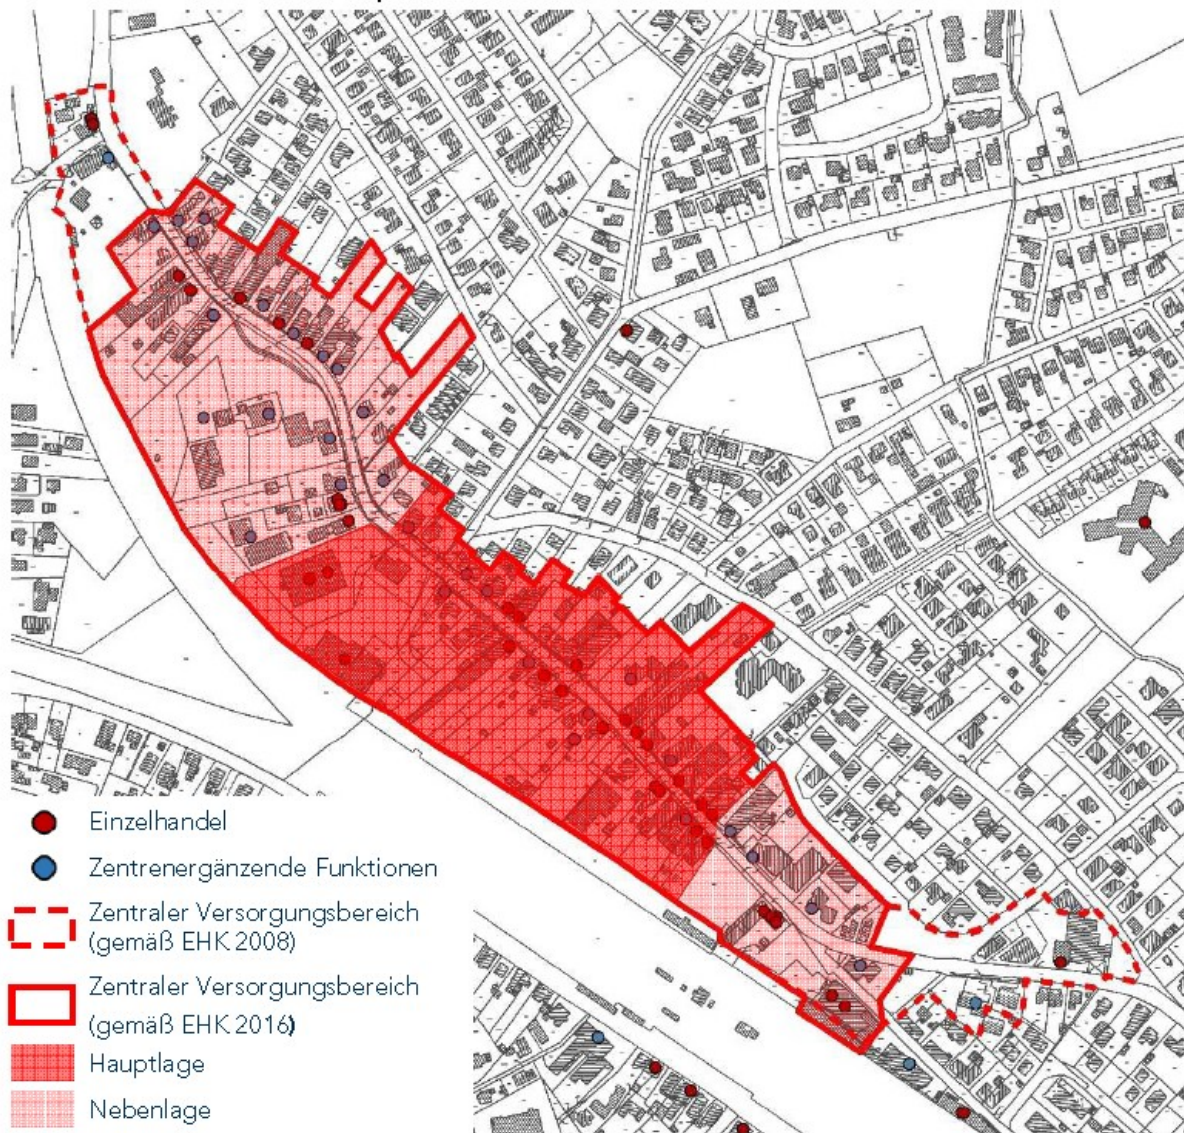 Einzelhandel
Zentrenergänzende Funktionen
Zentraler Versorgungsbereich
(gemäß EHK 2008)
Zentraler Versorgungsbereich
(gemäß EHK 2016)
Hauptlage
Nebenlage